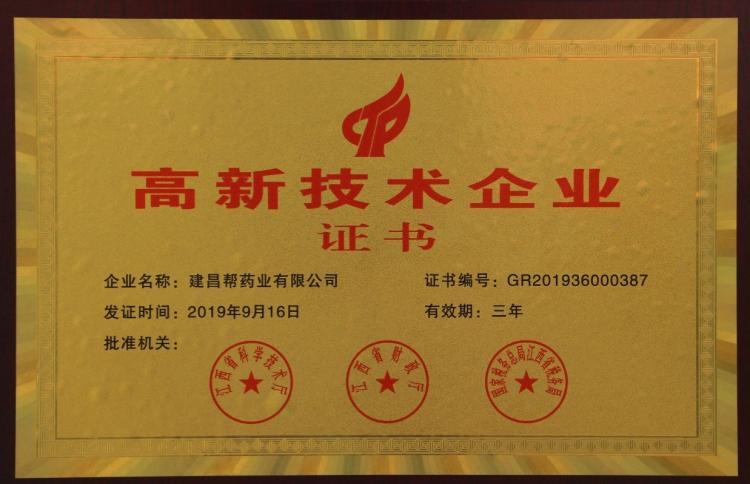 高新技术企业
证书
企业名称：建昌帮药业有限公司
证书编号：GR201936000387
发证时间：2019年9月16日
有效期：三年
批准机关：
江西省科学技术厅
江西省财政厅
国家税务总局江西省税务局